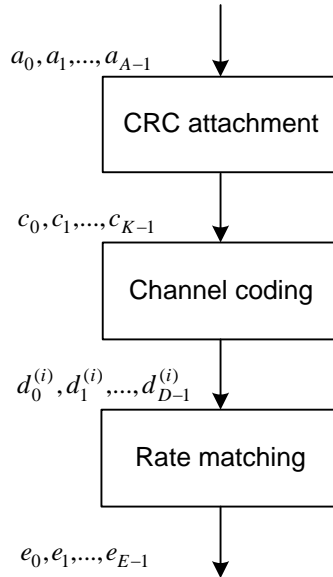 a_0, a_1,..., a_{A-1}
CRC attachment
c_0, c_1,..., c_{K-1}
Channel coding
d_0^{(i)}, d_1^{(i)},..., d_{D-1}^{(i)}
Rate matching
e_0, e_1,..., e_{E-1}